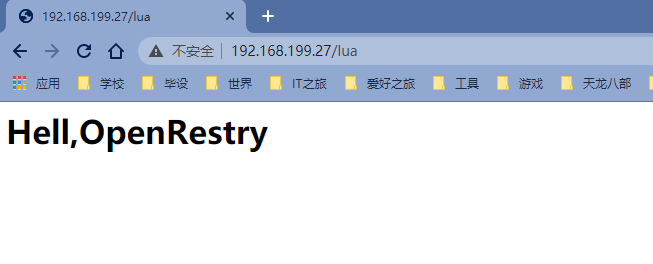 192.168.199.27/lua
不安全 192.168.199.27/lua
应用 学校 毕设 世界 IT之旅 爱好之旅 工具 游戏 天龙八部
Hell,OpenRestry